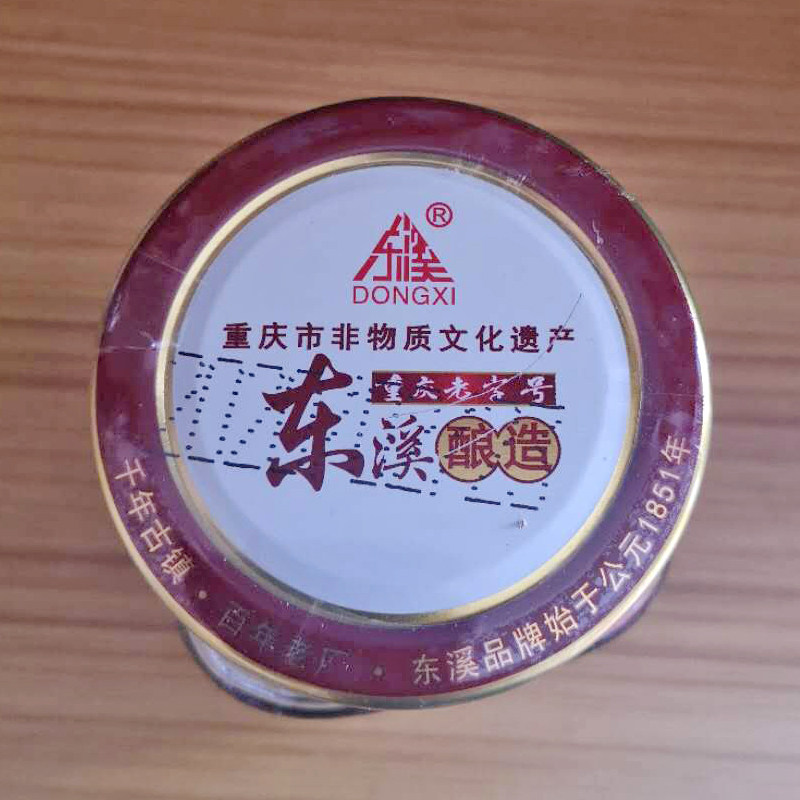 东溪®
DONGXI
重庆市非物质文化遗产
重庆老字号
东溪酿造
千年古镇·百年老厂·东溪品牌始于公元1851年